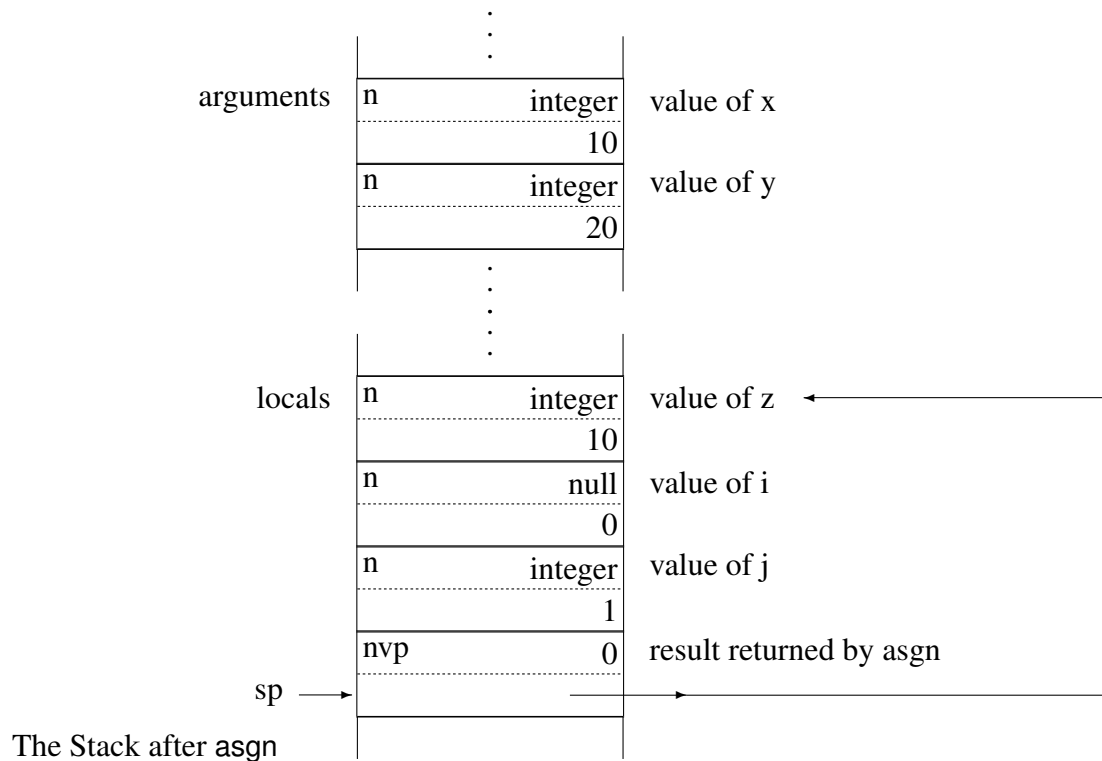 arguments n integer value of x
10
n integer value of y
20
locals n integer value of z
10
n null value of i
0
n integer value of j
1
nvp 0 result returned by asgn
sp
The Stack after asgn